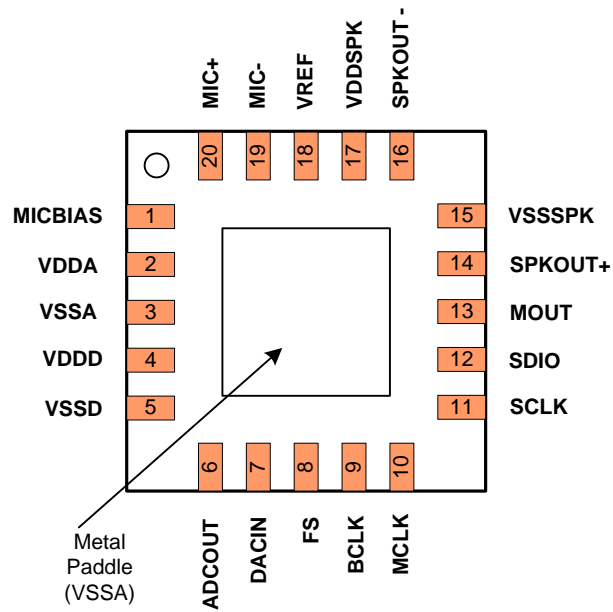 MIC+
MIC-
VREF
VDDSPK
SPKOUT -
20
19
18
17
16
MICBIAS 1
VDDA 2
VSSA 3
VDDD 4
VSSD 5
15 VSSSPK
14 SPKOUT+
13 MOUT
12 SDIO
11 SCLK
6
7
8
9
10
ADCOUT
DACIN
FS
BCLK
MCLK
Metal
Paddle
(VSSA)